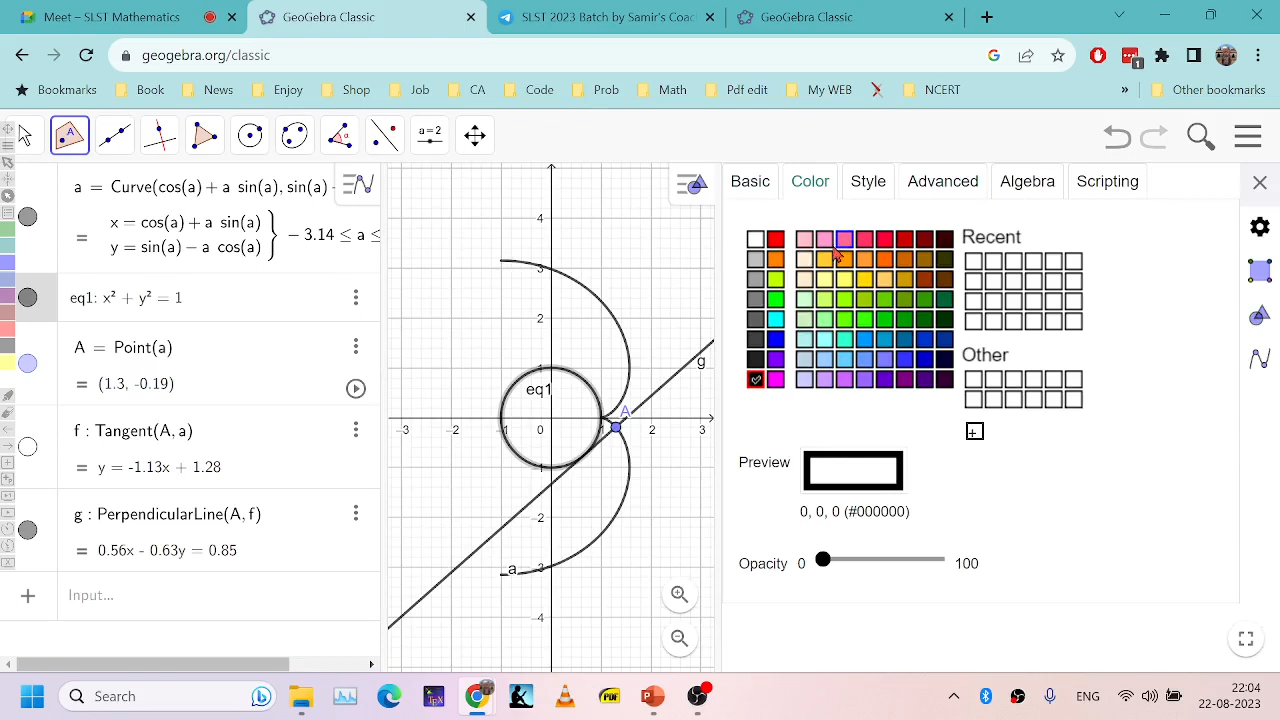 Meet – SLST Mathematics
GeoGebra Classic
SLST 2023 Batch by Samir's Coac
GeoGebra Classic
geogebra.org/classic
1
Bookmarks
Book
News
Enjoy
Shop
Job
CA
Code
Prob
Math
Pdf edit
My WEB
NCERT
»
Other bookmarks
A
a=2
a = Curve(cos(a) + a sin(a), sin(a) -
x = cos(a) + a sin(a)
= } − 3.14 ≤ a ≤
y = sin(a) − a cos(a)
eq1: x² + y² = 1
A = Point(a)
= (1.3, -0.19)
f : Tangent(A, a)
= y = -1.13x + 1.28
g : PerpendicularLine(A, f)
= 0.56x - 0.63y = 0.85
+ Input...
4
3
2
g
1
eq1
A
−3 −2 −1 0 1 2 3
−1
−2
a −3
−4
Basic Color Style Advanced Algebra Scripting
Recent
Other
+
Preview
0, 0, 0 (#000000)
Opacity 0 100
Search
TEX
PDF
ENG
22:04
22-08-2023